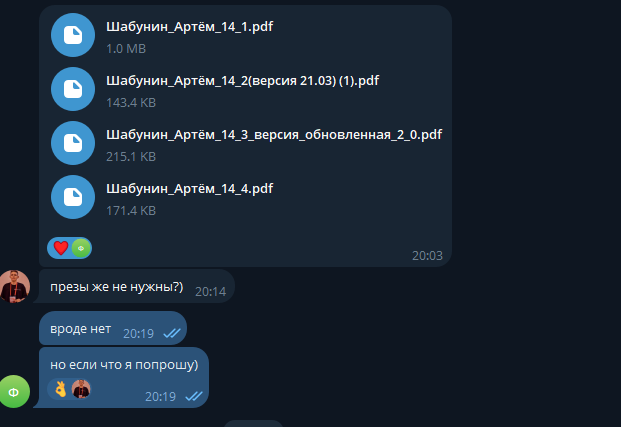 Шабунин_Артём_14_1.pdf
1.0 MB
Шабунин_Артём_14_2(версия 21.03) (1).pdf
143.4 KB
Шабунин_Артём_14_3_версия_обновленная_2_0.pdf
215.1 KB
Шабунин_Артём_14_4.pdf
171.4 KB
20:03
презы же не нужны?) 20:14
вроде нет 20:19
но если что я попрошу)
Ф
20:19